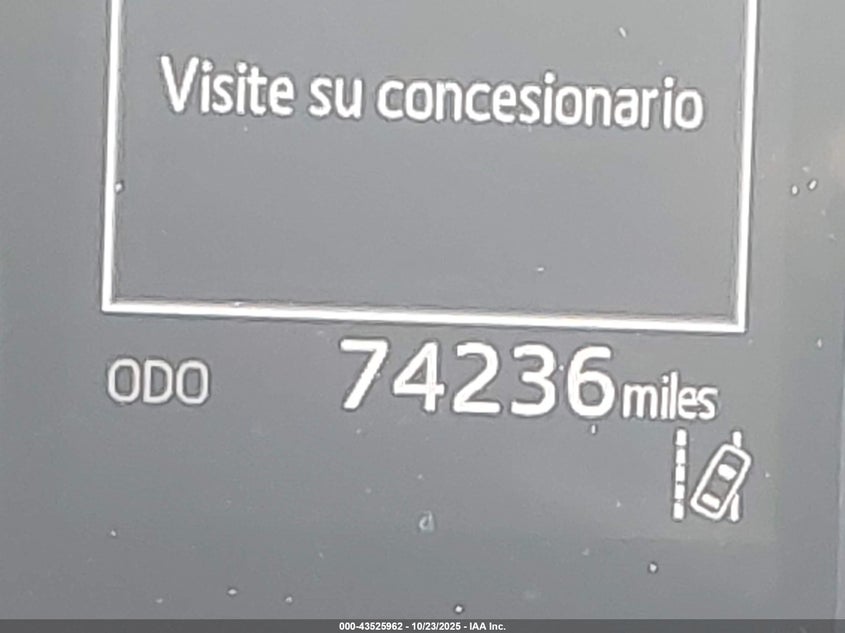 Visite su concesionario
ODO 74236 miles
000-43525962 - 10/23/2025 - IAA Inc.